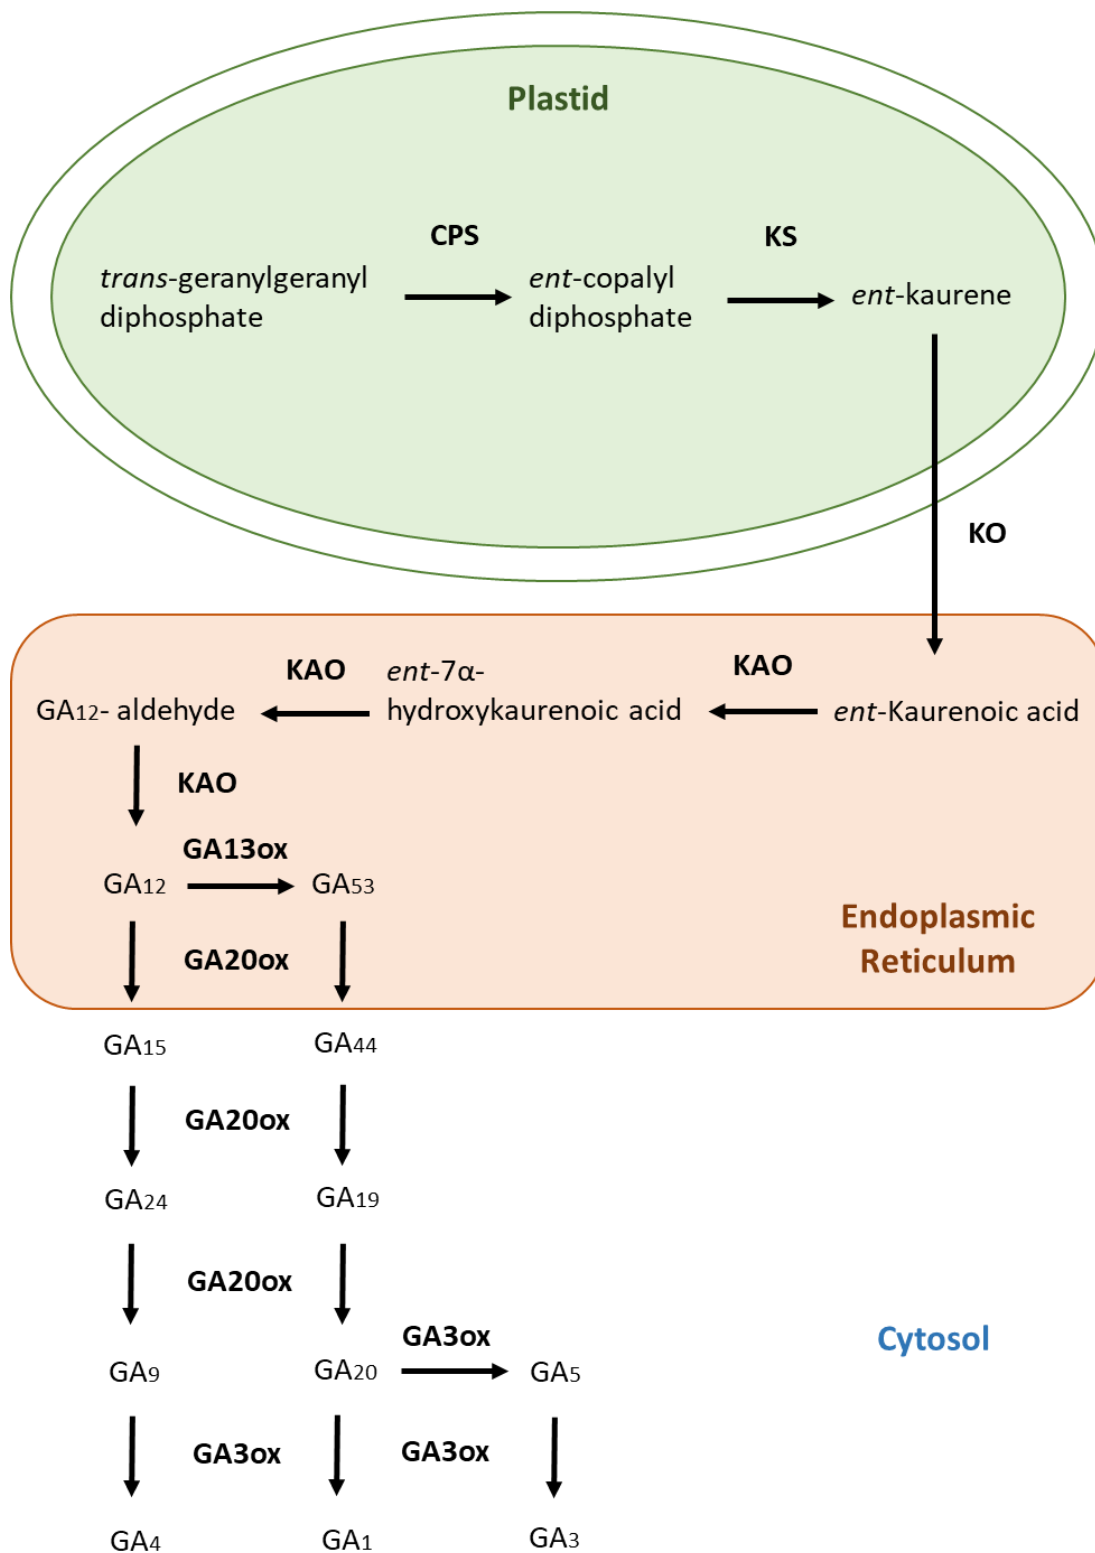 Plastid
CPS
KS
trans-geranylgeranyl
diphosphate
ent-copalyl
diphosphate
ent-kaurene
KO
KAO
ent-7α-
hydroxykaurenoic acid
KAO
GA12- aldehyde
ent-Kaurenoic acid
KAO
GA13ox
GA12
GA53
Endoplasmic
Reticulum
GA20ox
GA15
GA44
GA20ox
GA24
GA19
GA20ox
GA3ox
Cytosol
GA9
GA20
GA5
GA3ox
GA3ox
GA4
GA1
GA3